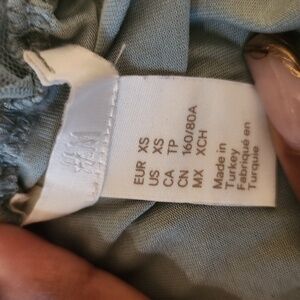 H&M
EUR XS
US XS
CA TP
CN 160/80A
MX XCH
Made in
Turkey
Fabriqué en
Turquie